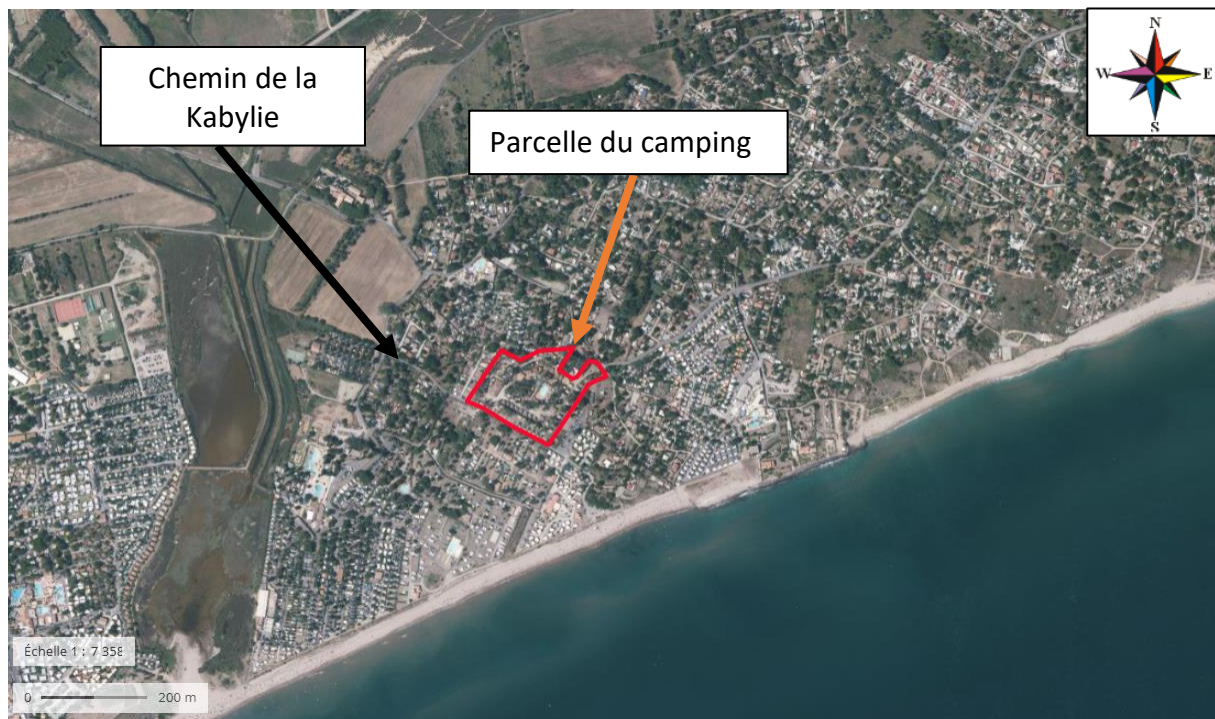 Chemin de la
Kabylie
Parcelle du camping
N
W
E
S
Échelle 1 : 7 358
0
200 m